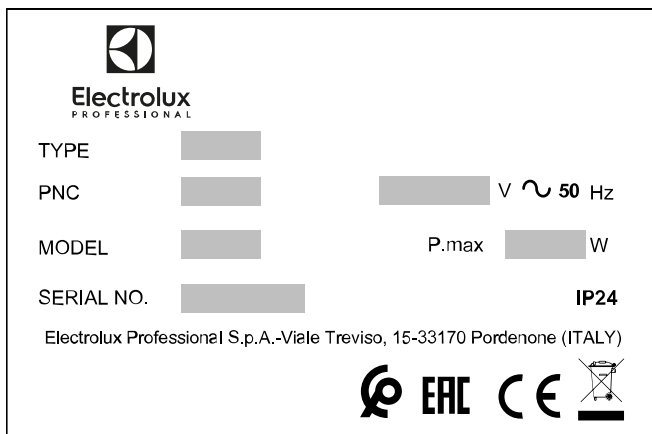 Electrolux
PROFESSIONAL
TYPE
PNC
V ∿ 50 Hz
MODEL
P.max
W
SERIAL NO.
IP24
Electrolux Professional S.p.A.-Viale Treviso, 15-33170 Pordenone (ITALY)
EAC CE